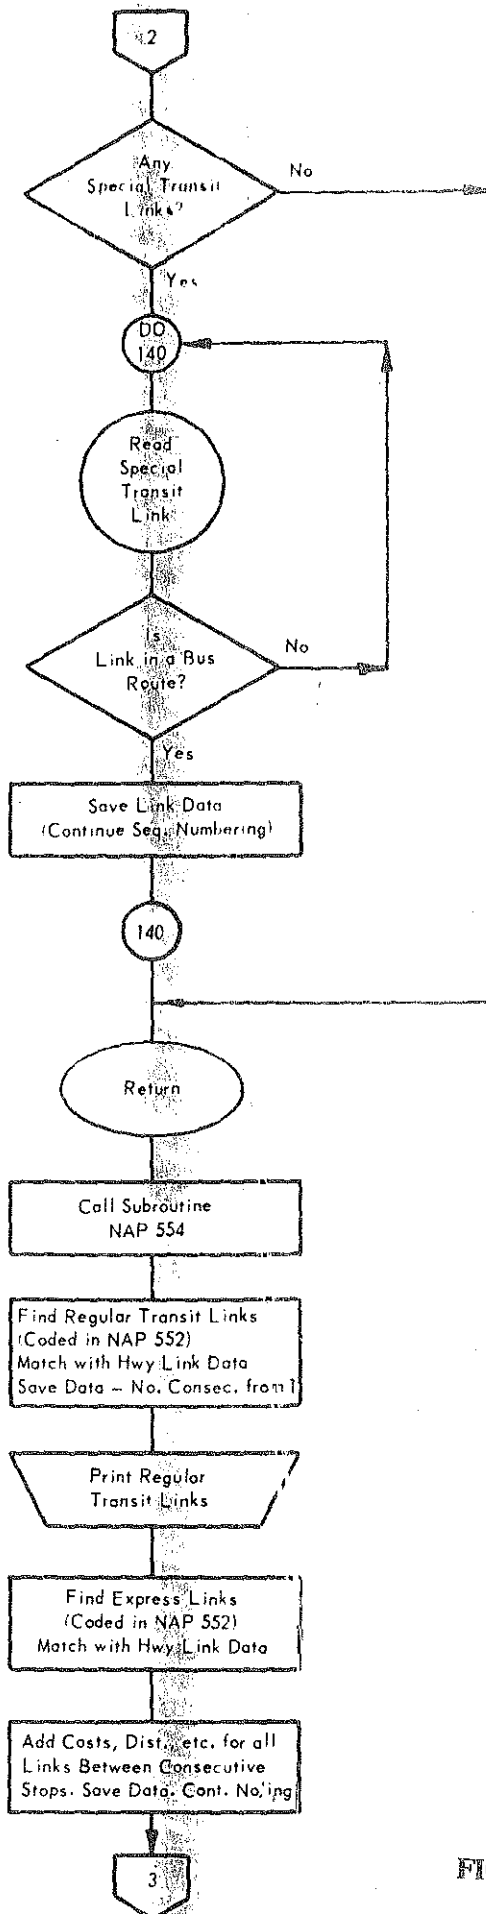 2
Any
Special Transit
Links?
No
Yes
DO
140
Read
Special
Transit
Link
Is
Link in a Bus
Route?
No
Yes
Save Link Data
(Continue Seq. Numbering)
140
Return
Call Subroutine
NAP 554
Find Regular Transit Links
(Coded in NAP 552)
Match with Hwy Link Data
Save Data - No. Consec. from 1
Print Regular
Transit Links
Find Express Links
(Coded in NAP 552)
Match with Hwy Link Data
Add Costs, Dist., etc. for all
Links Between Consecutive
Stops. Save Data. Cont. No'ing
3
FI